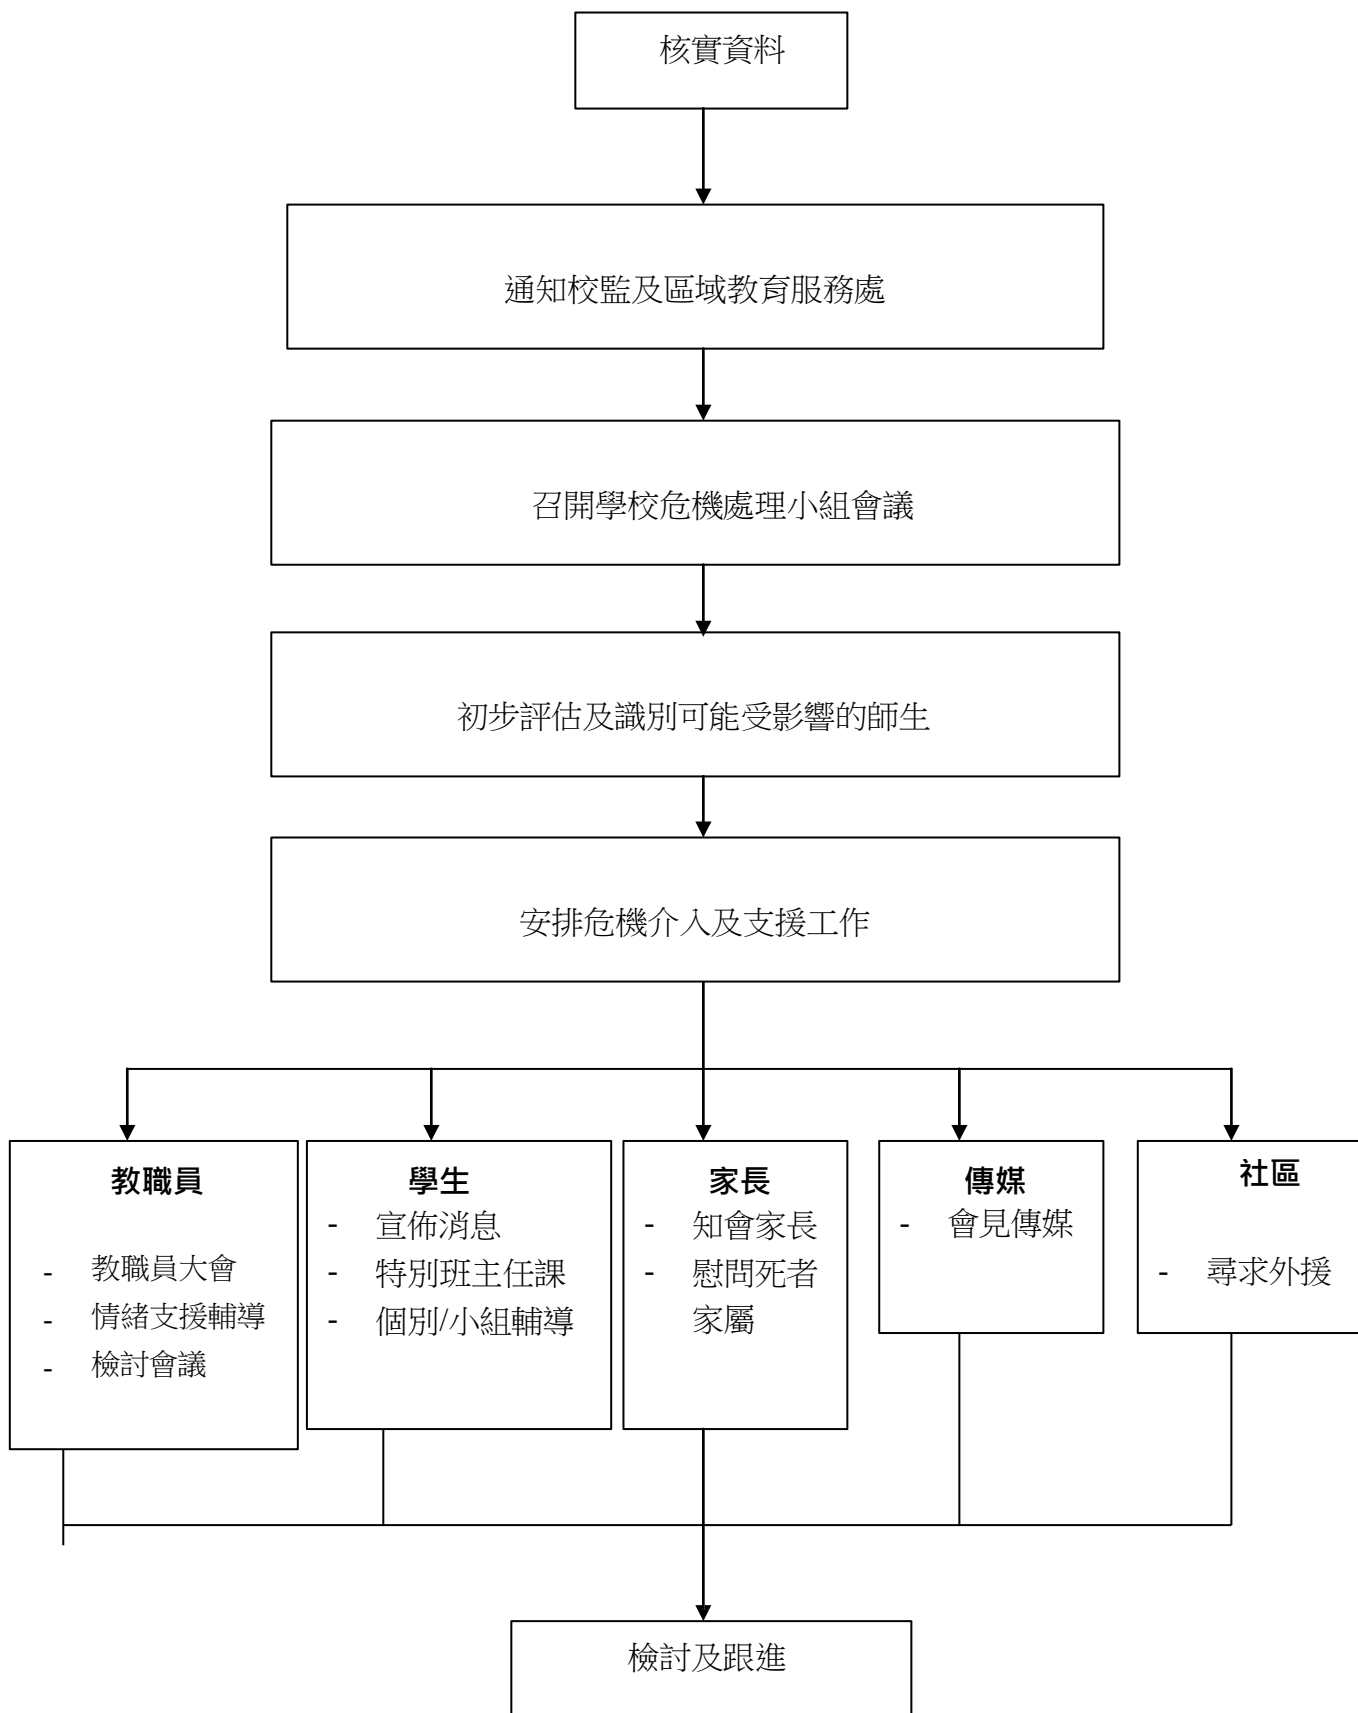 核實資料
通知校監及區域教育服務處
召開學校危機處理小組會議
初步評估及識別可能受影響的師生
安排危機介入及支援工作
教職員
- 教職員大會
- 情緒支援輔導
- 檢討會議
學生
- 宣佈消息
- 特別班主任課
- 個別/小組輔導
家長
- 知會家長
- 慰問死者
家屬
傳媒
- 會見傳媒
社區
- 尋求外援
檢討及跟進